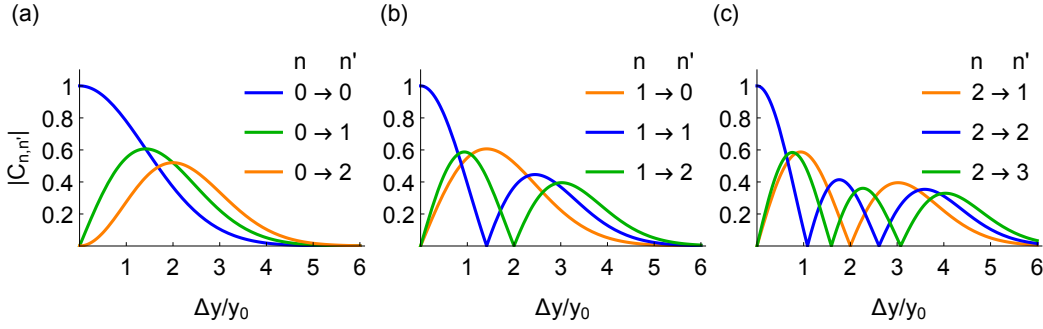 (a)
n n'
0 → 0
0 → 1
0 → 2
1
0.8
0.6
0.4
0.2
|C_{n,n'}|
1 2 3 4 5 6
Δy/y₀
(b)
n n'
1 → 0
1 → 1
1 → 2
1
0.8
0.6
0.4
0.2
1 2 3 4 5 6
Δy/y₀
(c)
n n'
2 → 1
2 → 2
2 → 3
1
0.8
0.6
0.4
0.2
1 2 3 4 5 6
Δy/y₀